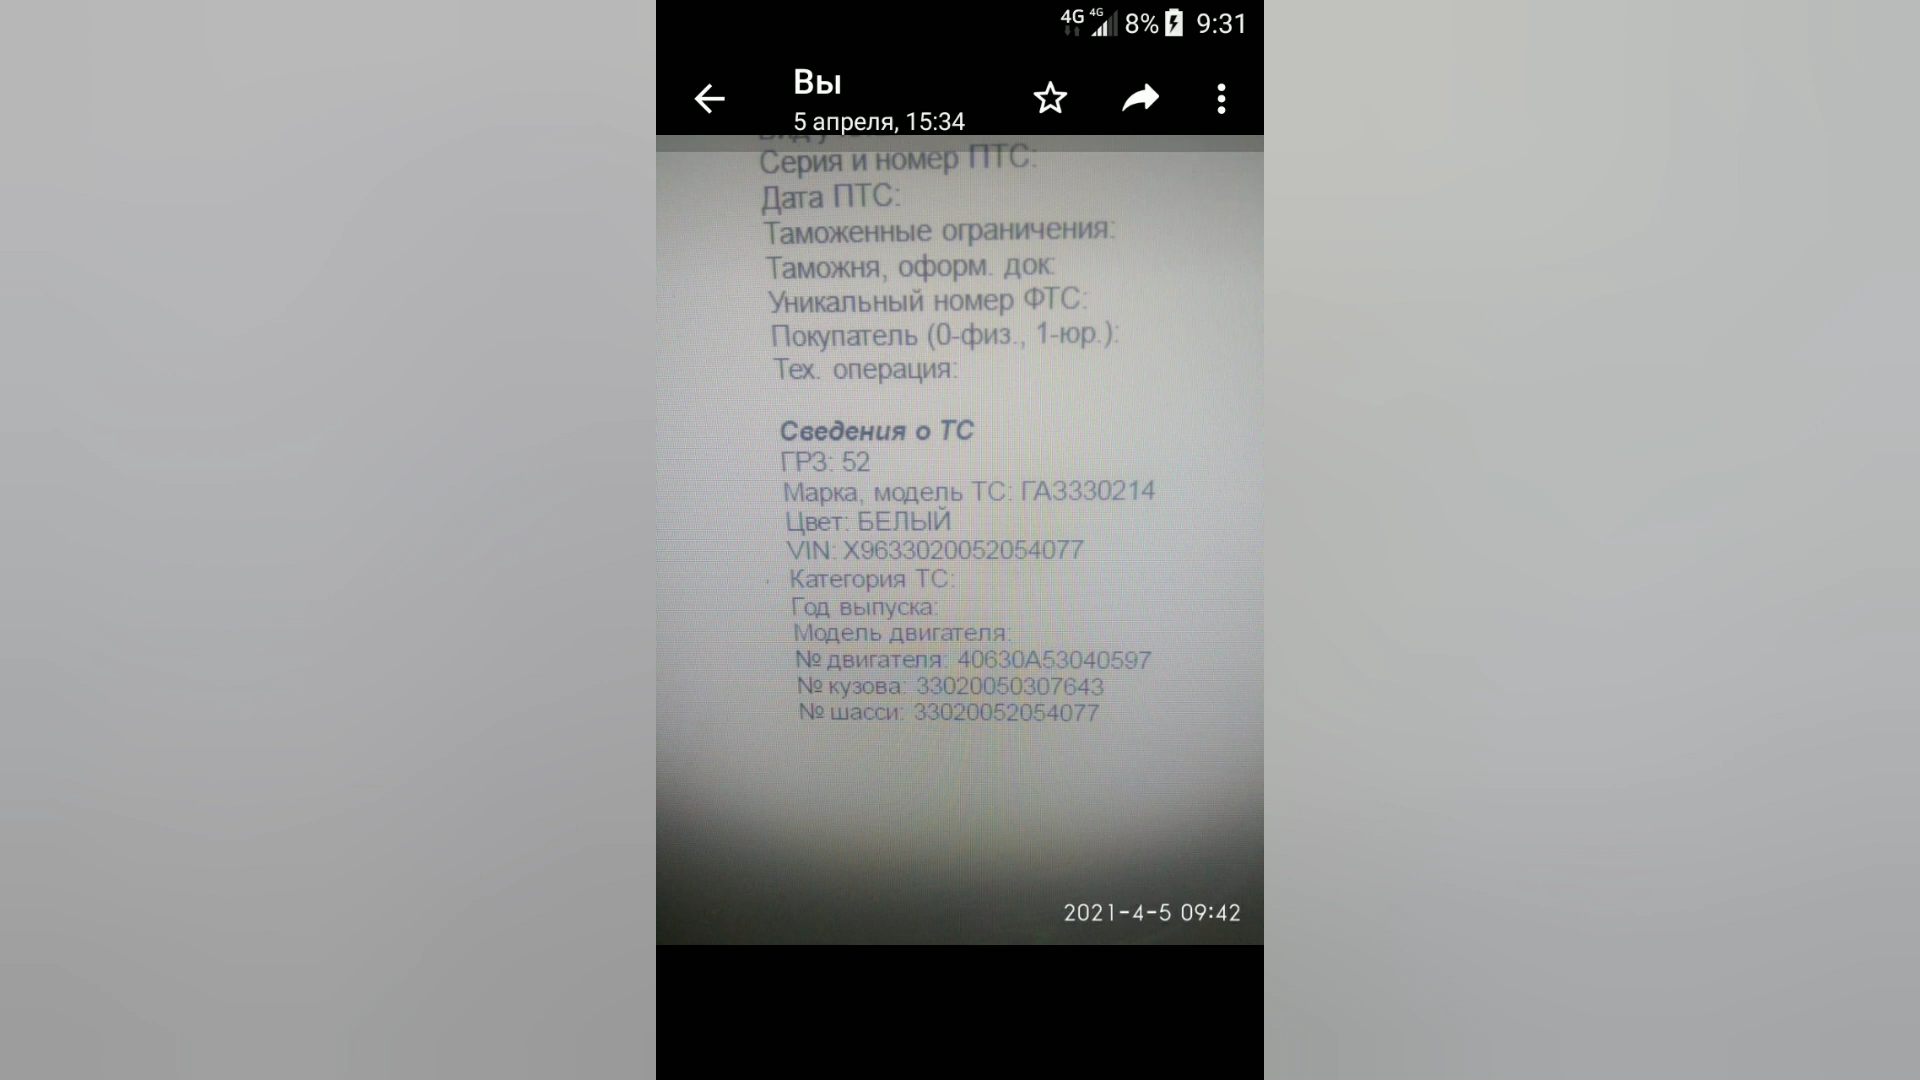 4G 4G 8% 9:31
Вы
5 апреля, 15:34
Серия и номер ПТС:
Дата ПТС:
Таможенные ограничения:
Таможня, оформ. док:
Уникальный номер ФТС:
Покупатель (0-физ., 1-юр.):
Тех. операция:
Сведения о ТС
ГРЗ: 52
Марка, модель ТС: ГАЗ330214
Цвет: БЕЛЫЙ
VIN: X9633020052054077
Категория ТС:
Год выпуска:
Модель двигателя:
№ двигателя: 40630А53040597
№ кузова: 33020050307643
№ шасси: 33020052054077
2021-4-5 09:42